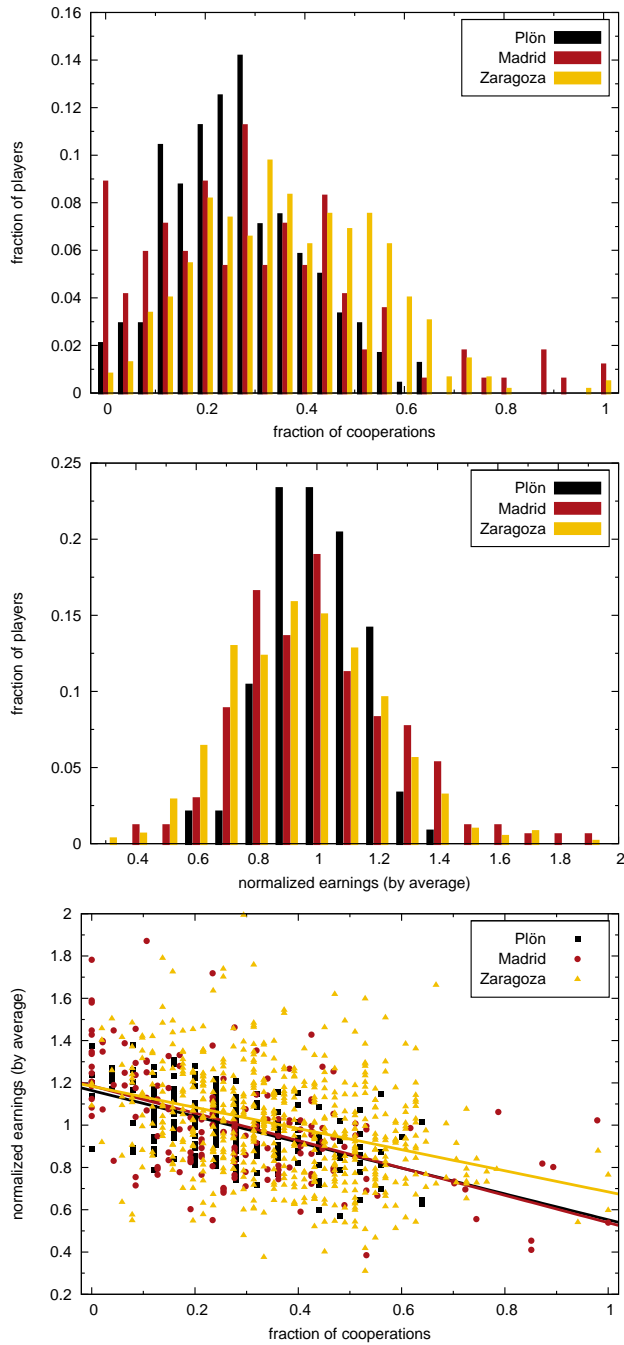 0.16
0.14
0.12
0.1
0.08
0.06
0.04
0.02
0
fraction of players
Plön
Madrid
Zaragoza
0 0.2 0.4 0.6 0.8 1
fraction of cooperations
0.25
0.2
0.15
0.1
0.05
0
fraction of players
Plön
Madrid
Zaragoza
0.4 0.6 0.8 1 1.2 1.4 1.6 1.8 2
normalized earnings (by average)
2
1.8
1.6
1.4
1.2
1
0.8
0.6
0.4
0.2
normalized earnings (by average)
Plön
Madrid
Zaragoza
0 0.2 0.4 0.6 0.8 1
fraction of cooperations